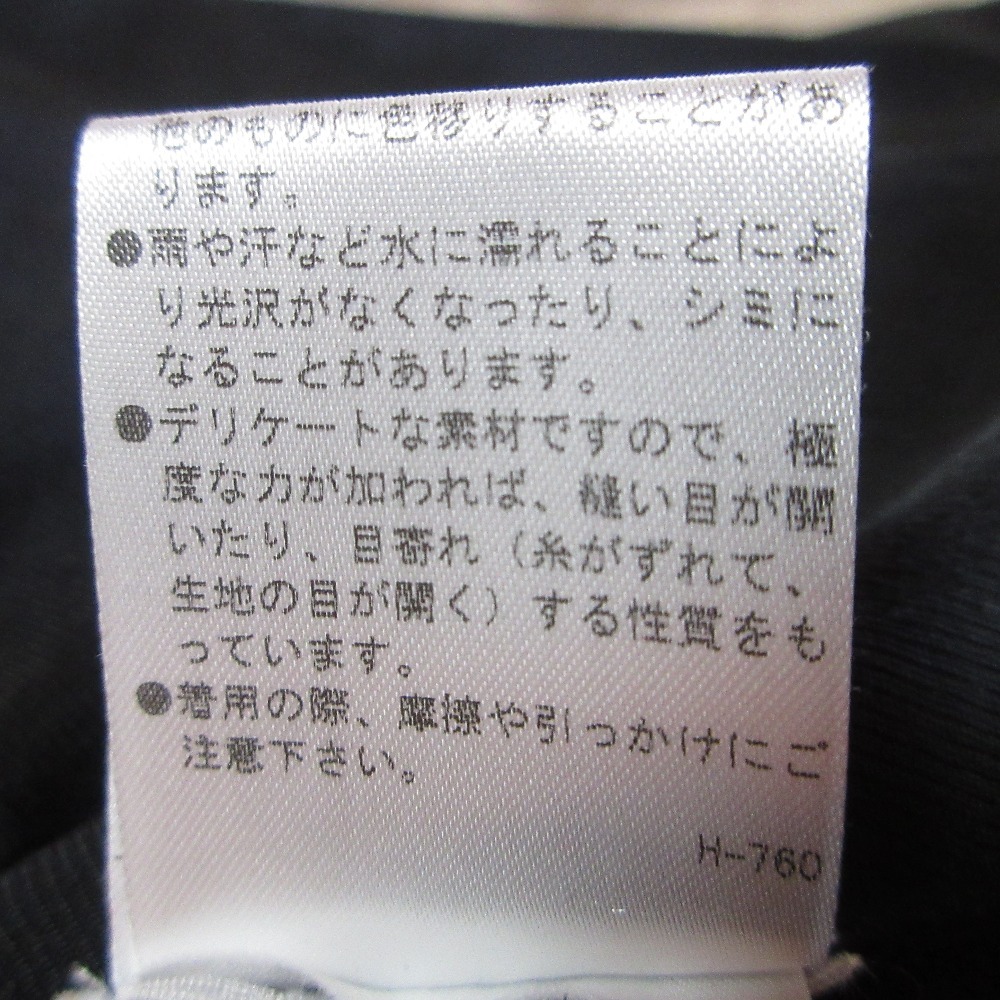 他のものに色移りすることがあ
ります。
●雨や汗など水に濡れることによ
り光沢がなくなったり、シミに
なることがあります。
●デリケートな素材ですので、極
度な力が加われば、縫い目が開
いたり、目寄れ（糸がずれて、
生地の目が開く）する性質をも
っています。
●着用の際、摩擦や引っかけにご
注意下さい。
H-760